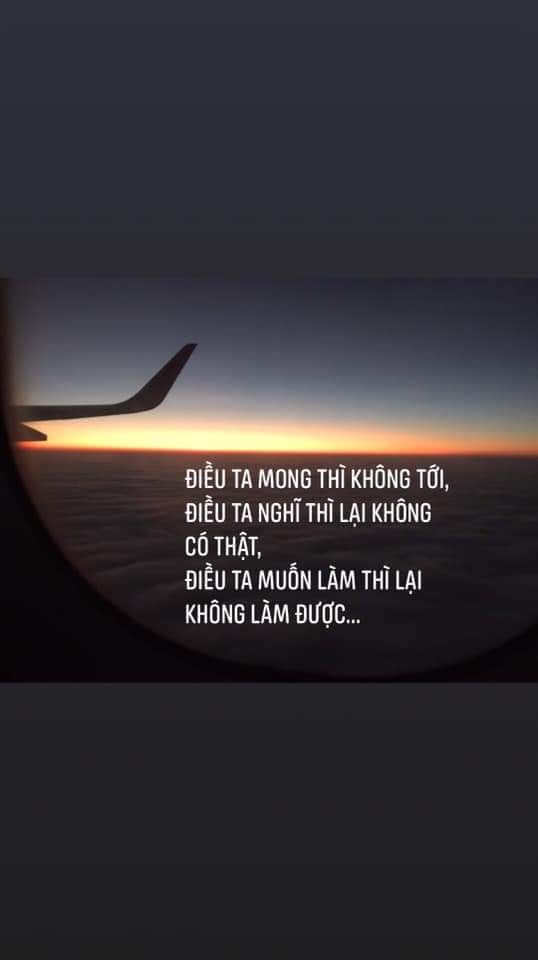 ĐIỀU TA MONG THÌ KHÔNG TỚI,
ĐIỀU TA NGHĨ THÌ LẠI KHÔNG
CÓ THẬT,
ĐIỀU TA MUỐN LÀM THÌ LẠI
KHÔNG LÀM ĐƯỢC...